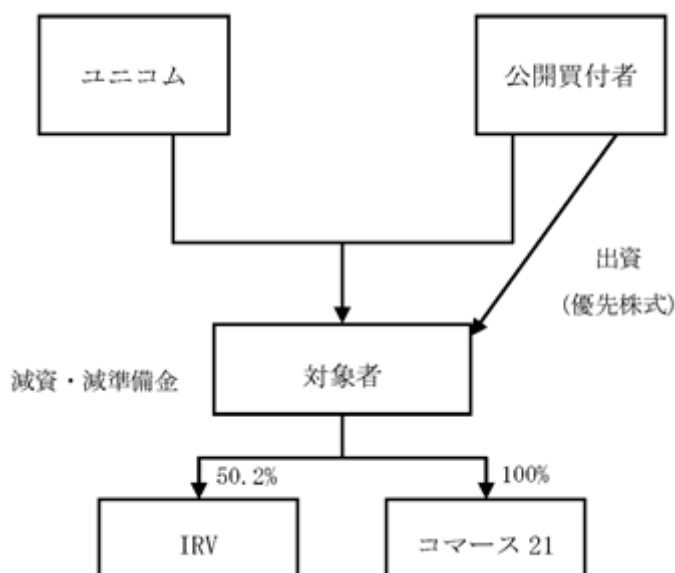 ユニコム
公開買付者
出資
(優先株式)
減資・減準備金
対象者
50.2%
100%
IRV
コマース 21